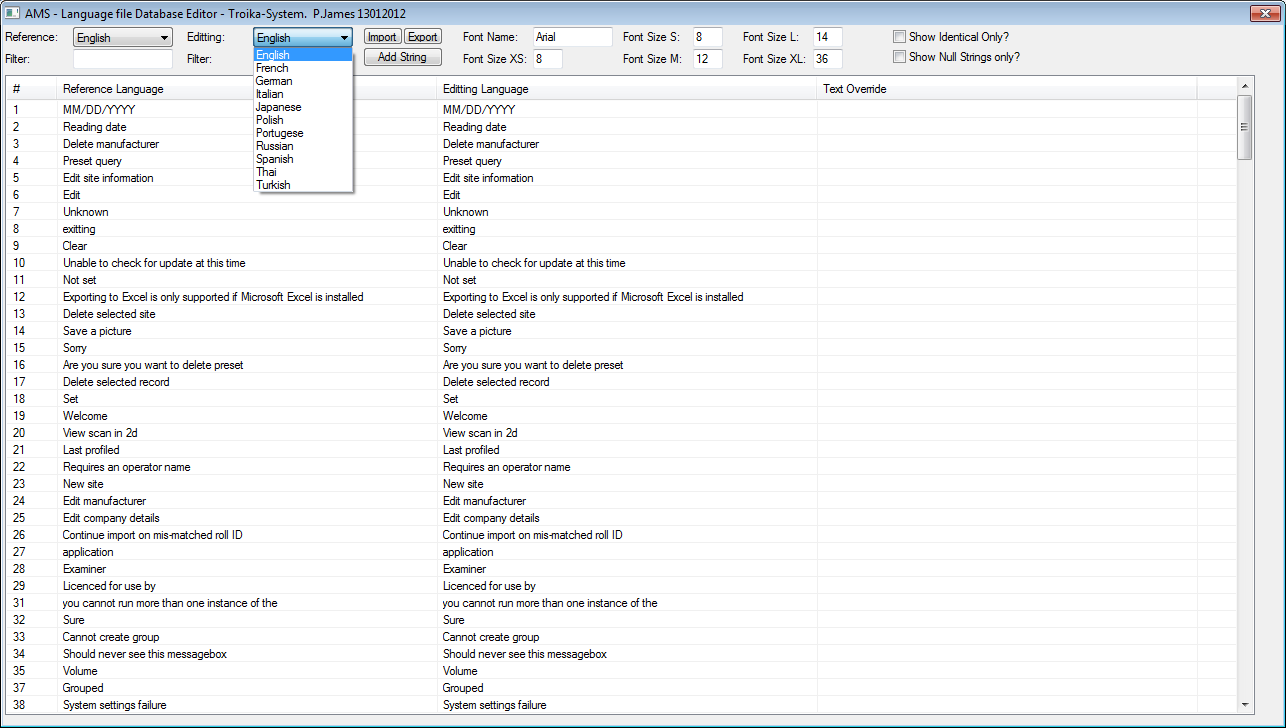 AMS - Language file Database Editor - Troika-System.  P.James 13012012
Reference: English Editting: English Import Export Font Name: Arial Font Size S: 8 Font Size L: 14 Show Identical Only?
Filter: Filter: Add String Font Size XS: 8 Font Size M: 12 Font Size XL: 36 Show Null Strings only?
English
French
German
Italian
Japanese
Polish
Portugese
Russian
Spanish
Thai
Turkish
# Reference Language Editting Language Text Override
1 MM/DD/YYYY MM/DD/YYYY
2 Reading date Reading date
3 Delete manufacturer Delete manufacturer
4 Preset query Preset query
5 Edit site information Edit site information
6 Edit Edit
7 Unknown Unknown
8 exitting exitting
9 Clear Clear
10 Unable to check for update at this time Unable to check for update at this time
11 Not set Not set
12 Exporting to Excel is only supported if Microsoft Excel is installed Exporting to Excel is only supported if Microsoft Excel is installed
13 Delete selected site Delete selected site
14 Save a picture Save a picture
15 Sorry Sorry
16 Are you sure you want to delete preset Are you sure you want to delete preset
17 Delete selected record Delete selected record
18 Set Set
19 Welcome Welcome
20 View scan in 2d View scan in 2d
21 Last profiled Last profiled
22 Requires an operator name Requires an operator name
23 New site New site
24 Edit manufacturer Edit manufacturer
25 Edit company details Edit company details
26 Continue import on mis-matched roll ID Continue import on mis-matched roll ID
27 application application
28 Examiner Examiner
29 Licenced for use by Licenced for use by
31 you cannot run more than one instance of the you cannot run more than one instance of the
32 Sure Sure
33 Cannot create group Cannot create group
34 Should never see this messagebox Should never see this messagebox
35 Volume Volume
37 Grouped Grouped
38 System settings failure System settings failure